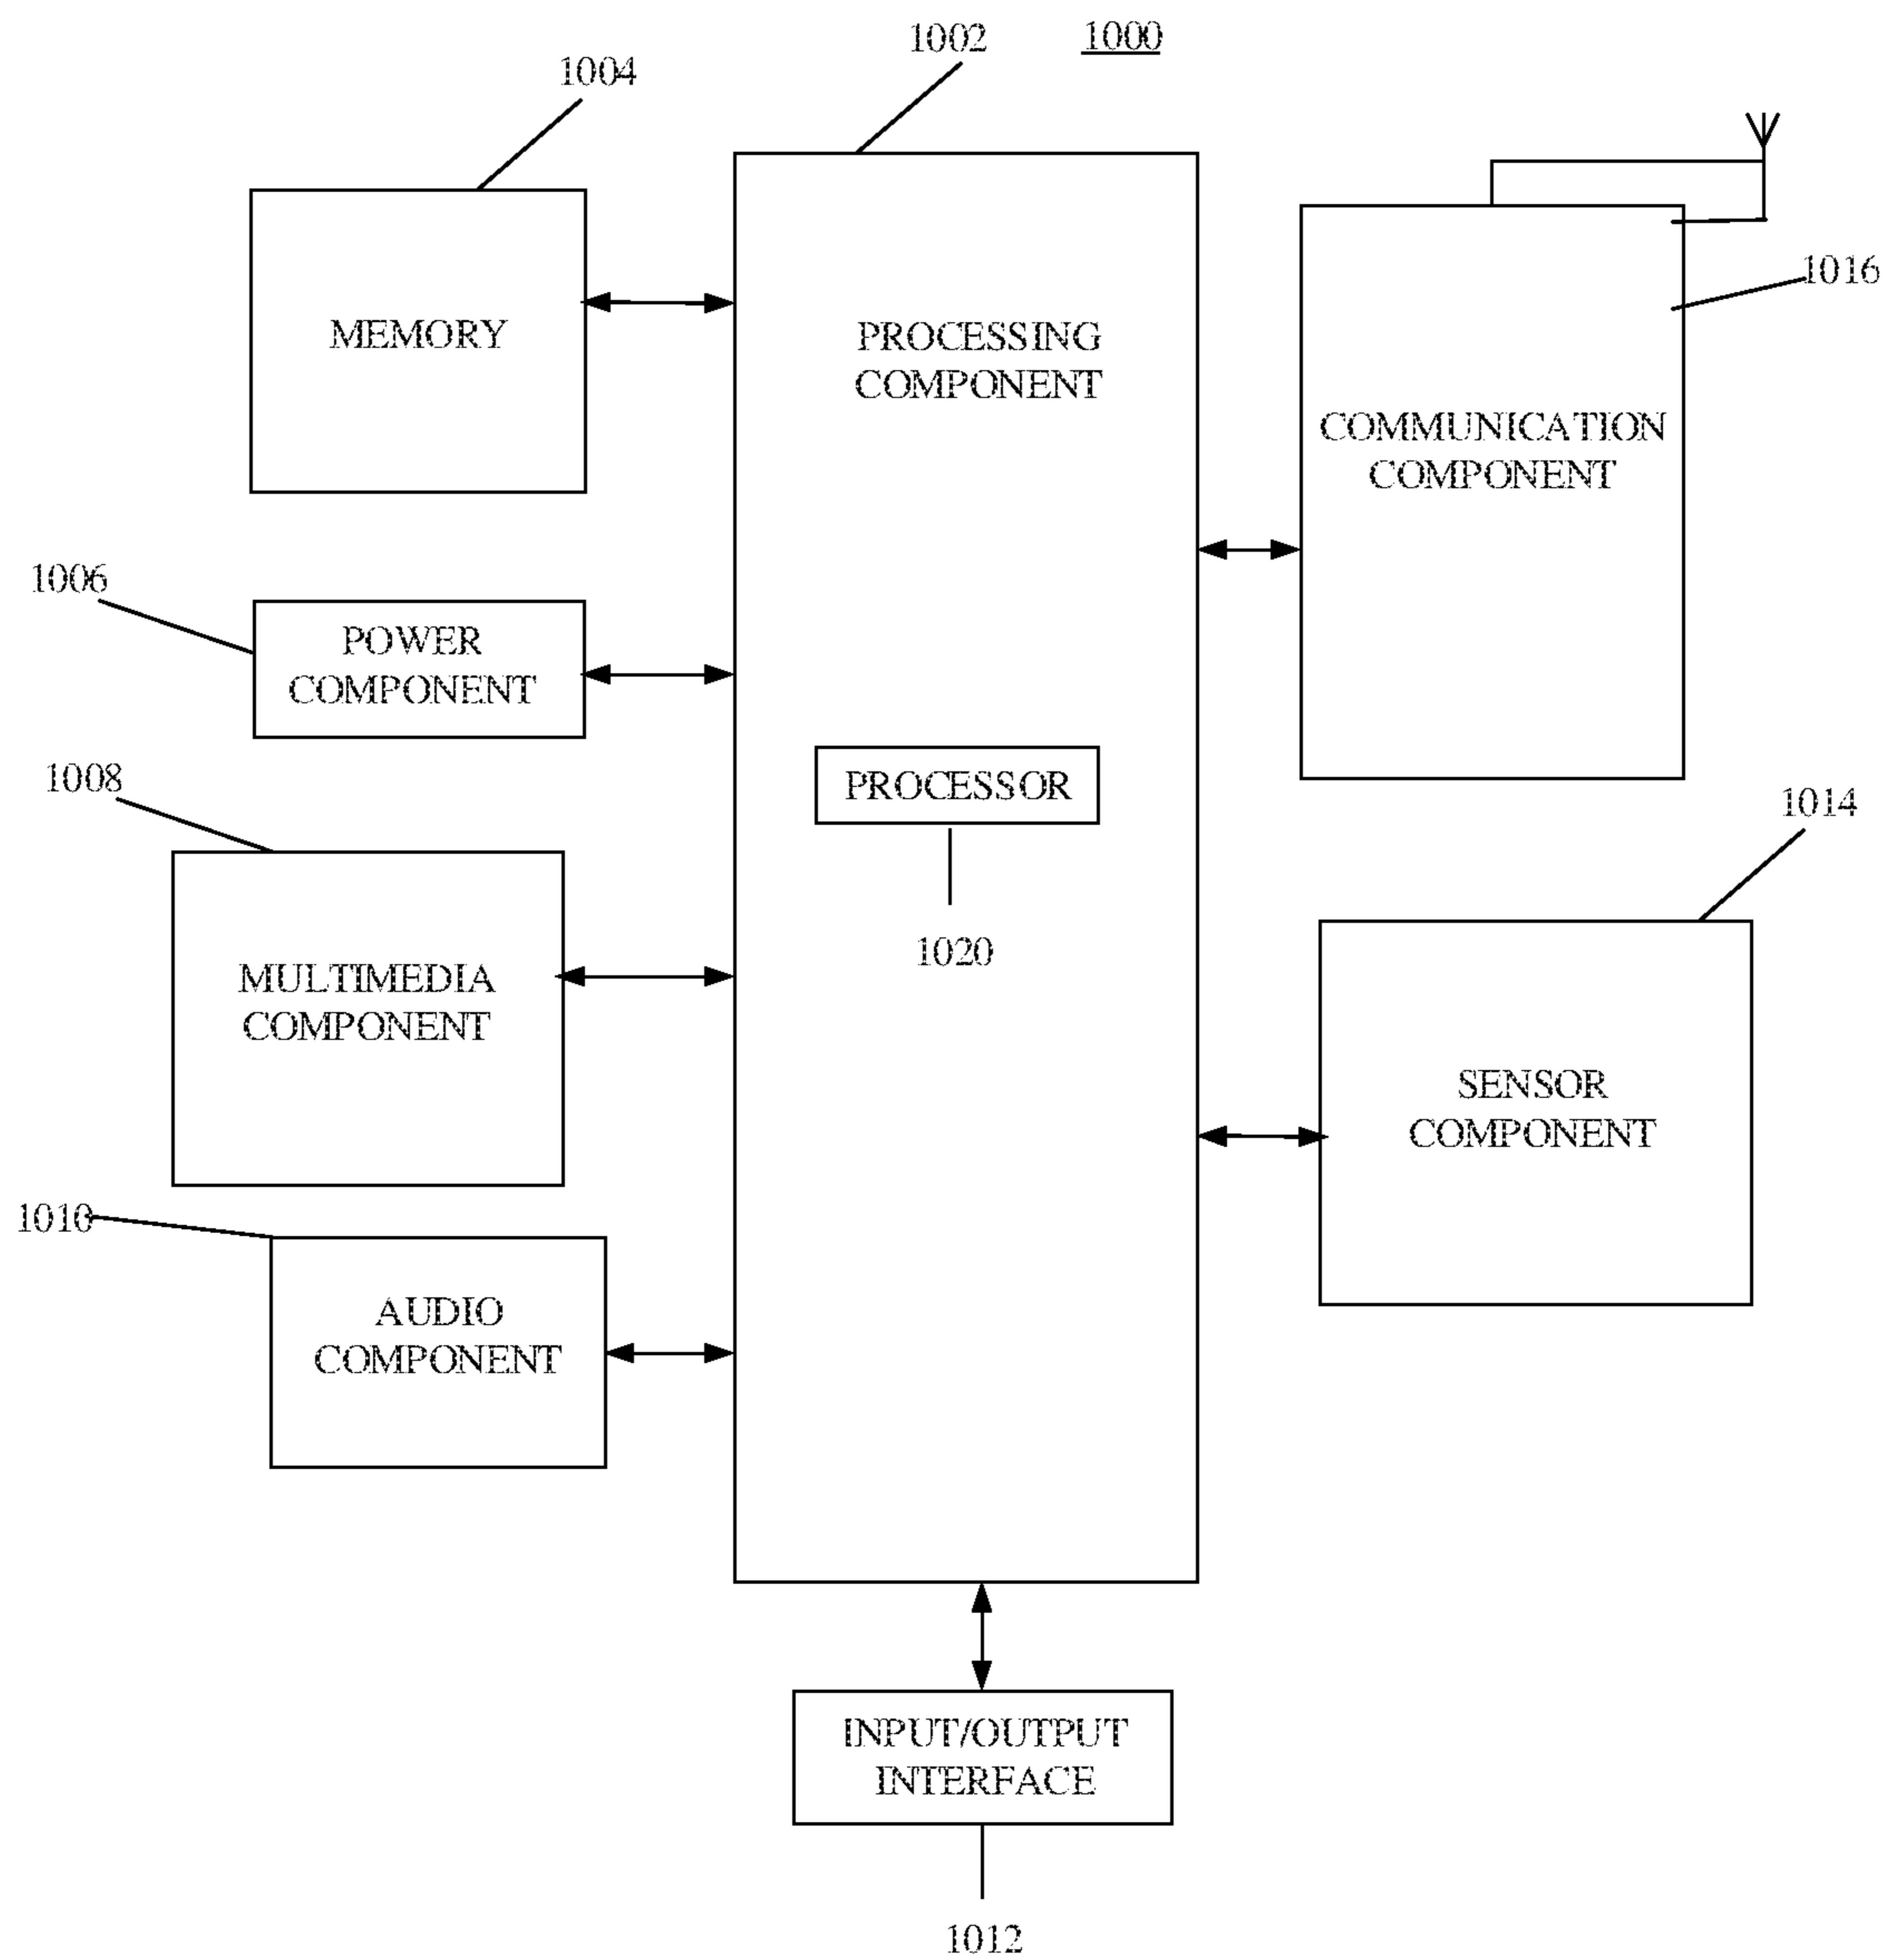 1002
1000
1004
1016
MEMORY
PROCESSING
COMPONENT
COMMUNICATION
COMPONENT
1006
POWER
COMPONENT
1008
PROCESSOR
1014
1020
MULTIMEDIA
COMPONENT
SENSOR
COMPONENT
1010
AUDIO
COMPONENT
INPUT/OUTPUT
INTERFACE
1012